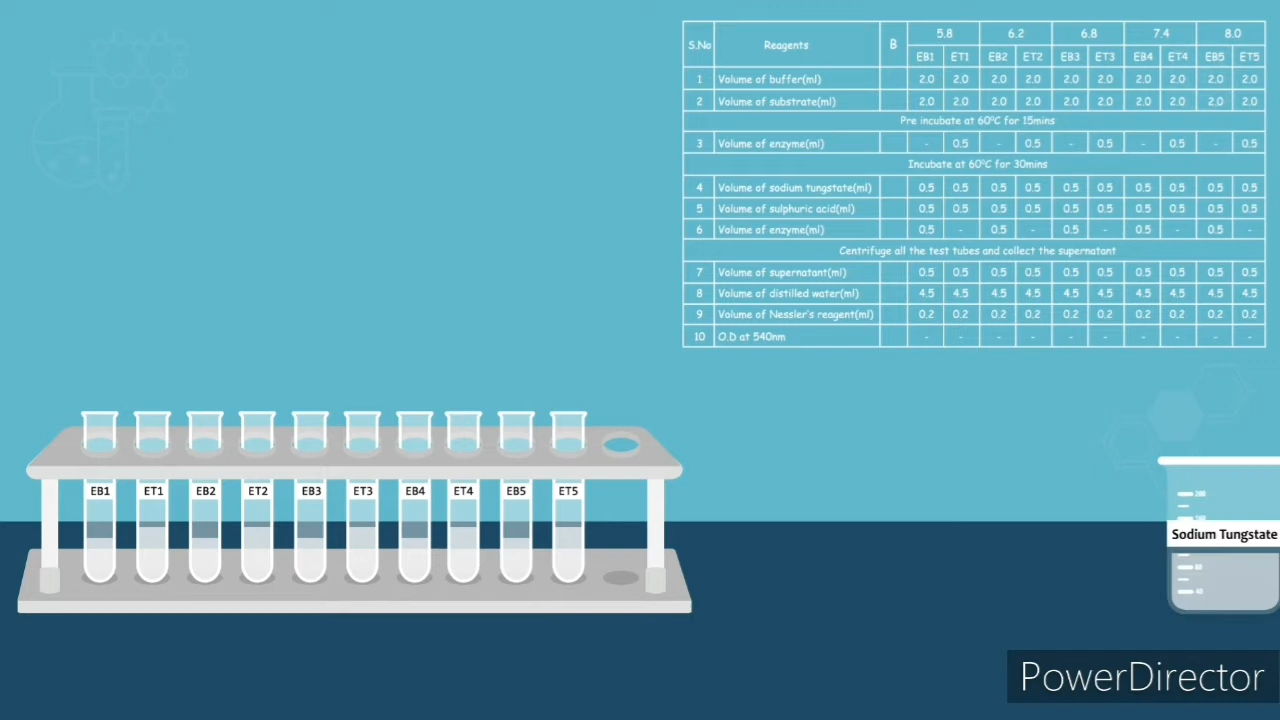 S.No Reagents B 5.8 6.2 6.8 7.4 8.0
EB1 ET1 EB2 ET2 EB3 ET3 EB4 ET4 EB5 ET5
1 Volume of buffer(ml) 2.0 2.0 2.0 2.0 2.0 2.0 2.0 2.0 2.0 2.0
2 Volume of substrate(ml) 2.0 2.0 2.0 2.0 2.0 2.0 2.0 2.0 2.0 2.0
Pre incubate at 60⁰C for 15mins
3 Volume of enzyme(ml) - 0.5 - 0.5 - 0.5 - 0.5 - 0.5
Incubate at 60⁰C for 30mins
4 Volume of sodium tungstate(ml) 0.5 0.5 0.5 0.5 0.5 0.5 0.5 0.5 0.5 0.5
5 Volume of sulphuric acid(ml) 0.5 0.5 0.5 0.5 0.5 0.5 0.5 0.5 0.5 0.5
6 Volume of enzyme(ml) 0.5 - 0.5 - 0.5 - 0.5 - 0.5 -
Centrifuge all the test tubes and collect the supernatant
7 Volume of supernatant(ml) 0.5 0.5 0.5 0.5 0.5 0.5 0.5 0.5 0.5 0.5
8 Volume of distilled water(ml) 4.5 4.5 4.5 4.5 4.5 4.5 4.5 4.5 4.5 4.5
9 Volume of Nessler's reagent(ml) 0.2 0.2 0.2 0.2 0.2 0.2 0.2 0.2 0.2 0.2
10 O.D at 540nm - - - - - - - - - -
EB1 ET1 EB2 ET2 EB3 ET3 EB4 ET4 EB5 ET5
200
Sodium Tungstate
40
PowerDirector